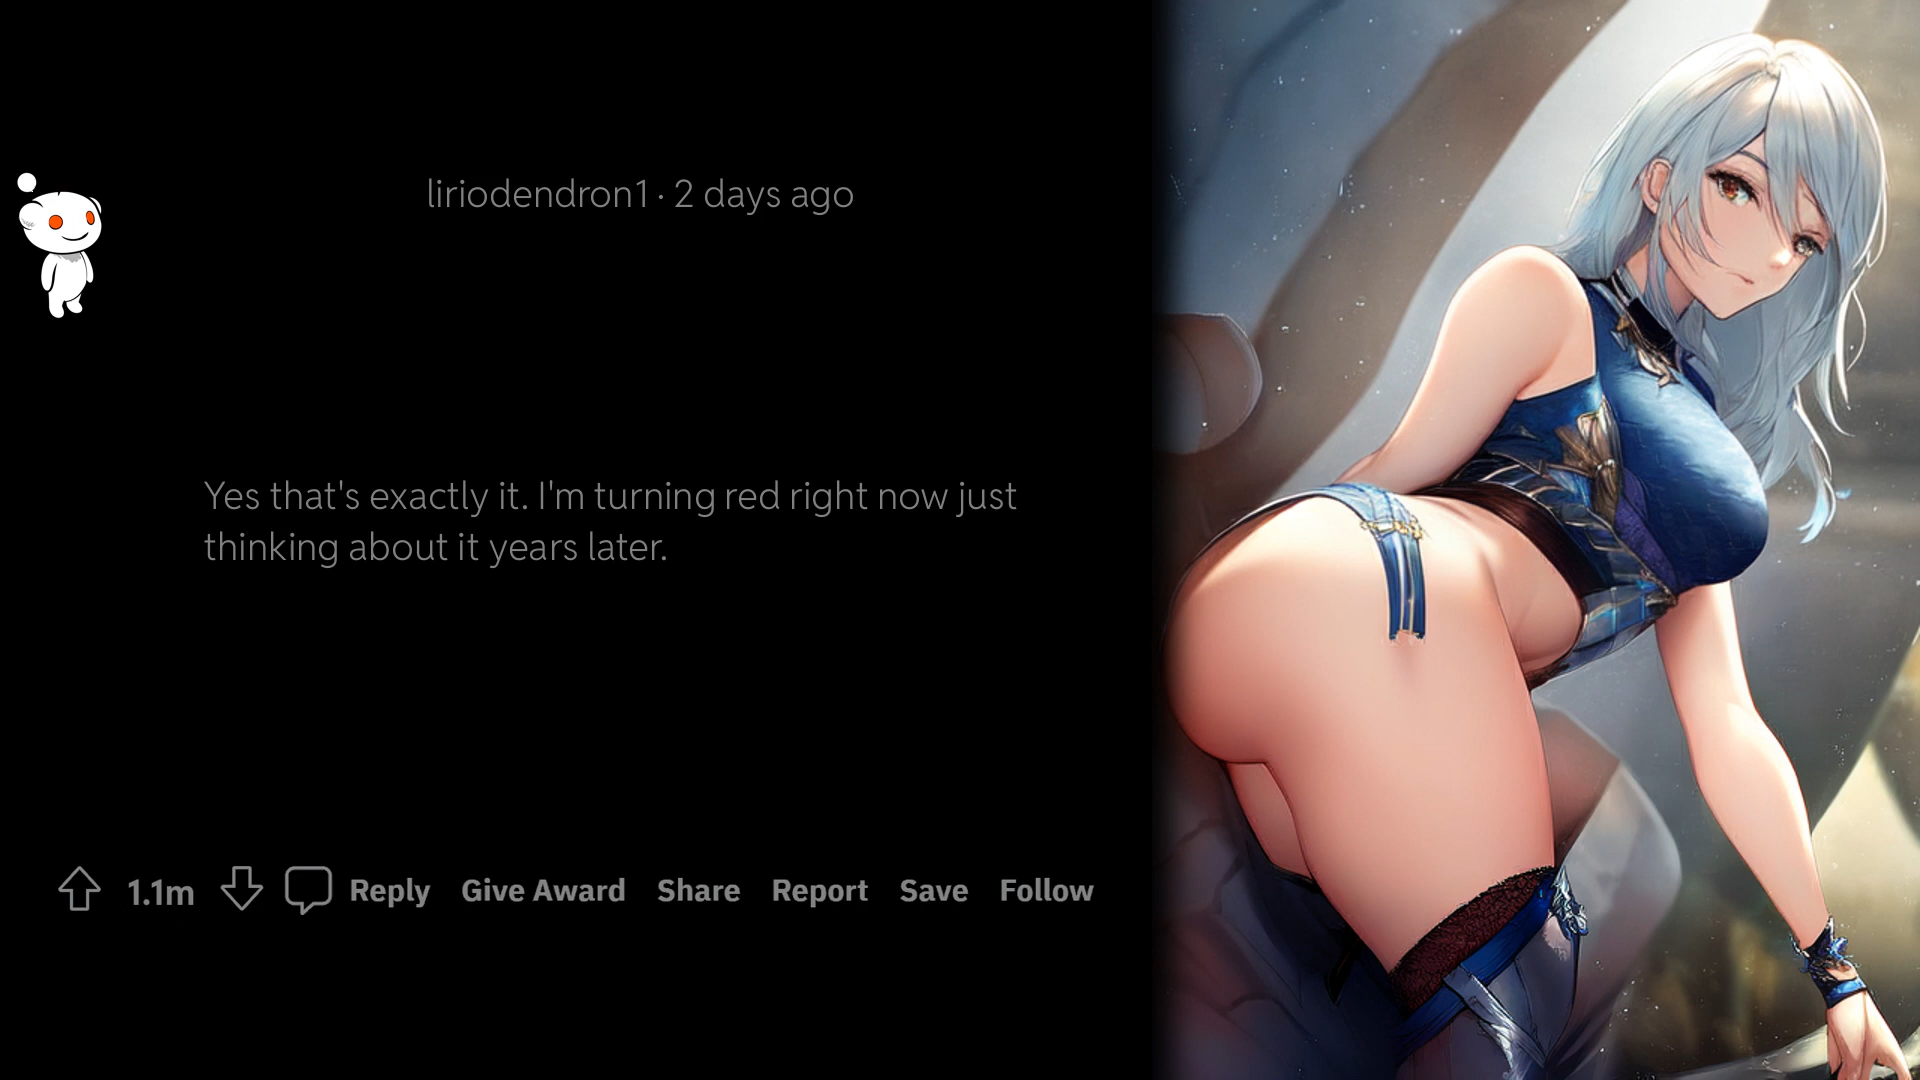 liriodendron1 · 2 days ago
Yes that's exactly it. I'm turning red right now just
thinking about it years later.
1.1m Reply Give Award Share Report Save Follow